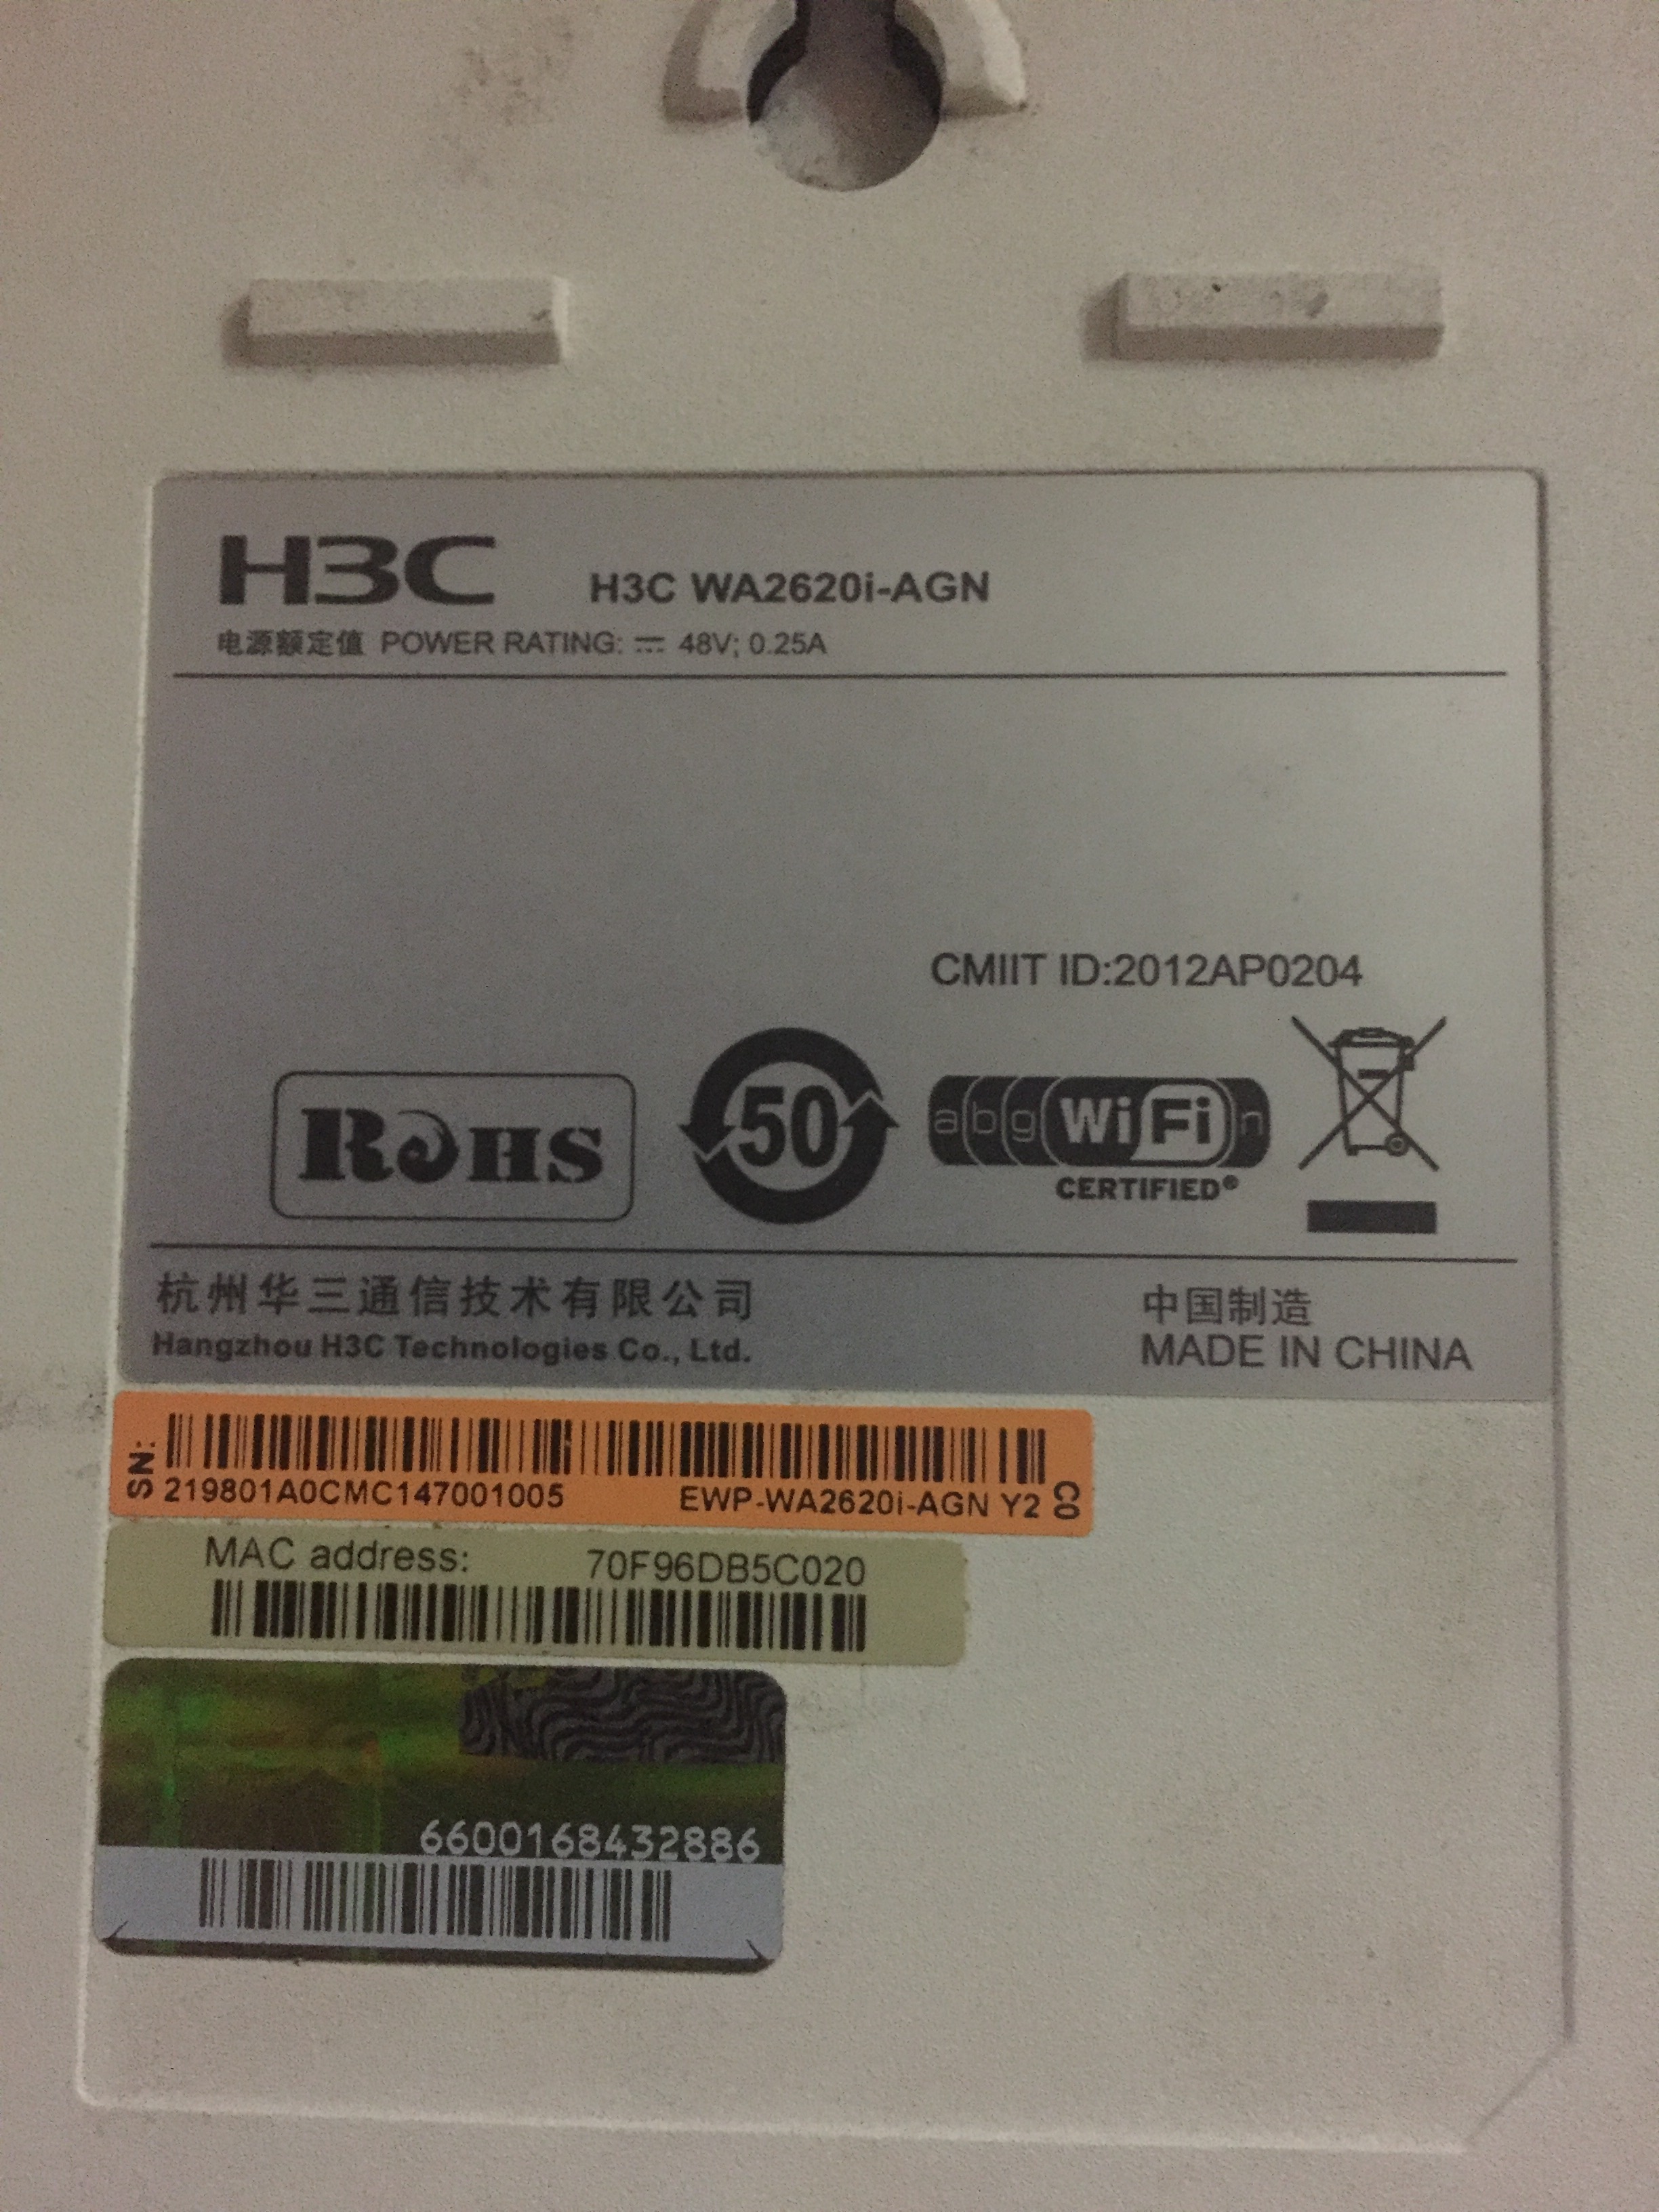 H3C H3C WA2620i-AGN
电源额定值 POWER RATING: ⎓ 48V; 0.25A
CMIIT ID:2012AP0204
RoHS 50 abg WiFi n
CERTIFIED®
杭州华三通信技术有限公司 中国制造
Hangzhou H3C Technologies Co., Ltd. MADE IN CHINA
SN: 219801A0CMC147001005 EWP-WA2620i-AGN Y2 C0
MAC address: 70F96DB5C020
6600168432886